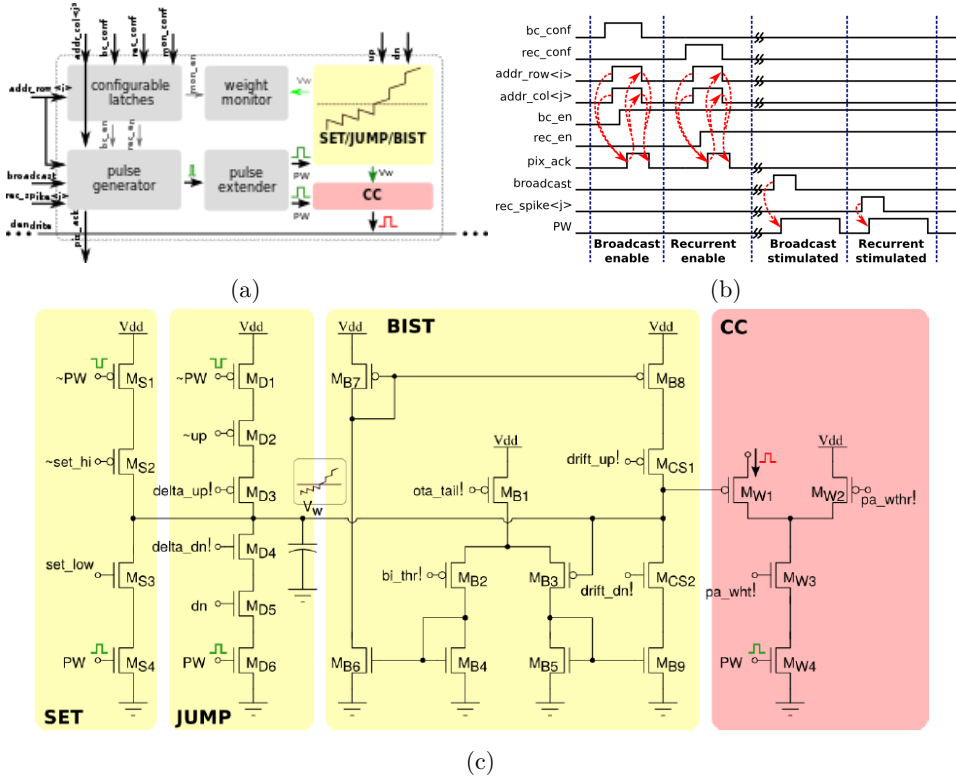 addr_col<j>
bc_conf
rec_conf
mon_conf
up
dn
addr_row<i>
configurable
latches
mon_en
weight
monitor
Vw
SET/JUMP/BIST
bc_en
rec_en
broadcast
rec_spike<j>
pulse
generator
pulse
extender
PW
Vw
PW
CC
pix_ack
dendrite
(a)
bc_conf
rec_conf
addr_row<i>
addr_col<j>
bc_en
rec_en
pix_ack
broadcast
rec_spike<j>
PW
Broadcast
enable
Recurrent
enable
Broadcast
stimulated
Recurrent
stimulated
(b)
Vdd
~PW
MS1
~set_hi
MS2
set_low
MS3
PW
MS4
SET
Vdd
~PW
MD1
~up
MD2
delta_up!
MD3
Vw
delta_dn!
MD4
dn
MD5
PW
MD6
JUMP
BIST
Vdd
MB7
Vdd
MB8
Vdd
drift_up!
MCS1
ota_tail!
MB1
bi_thr!
MB2
MB3
drift_dn!
MCS2
MB6
MB4
MB5
MB9
CC
Vdd
MW1
MW2
pa_wthr!
MW3
pa_wht!
PW
MW4
(c)